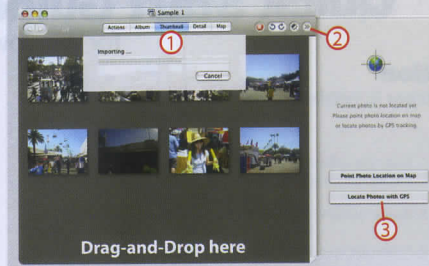 Sample 1
Actions Album Thumbnail Detail Map
1
2
Importing ...
Cancel
Current photo is not located yet
Please point photo location on map
or locate photos by GPS tracking.
Point Photo Location on Map
Locate Photos with GPS
3
Drag-and-Drop here